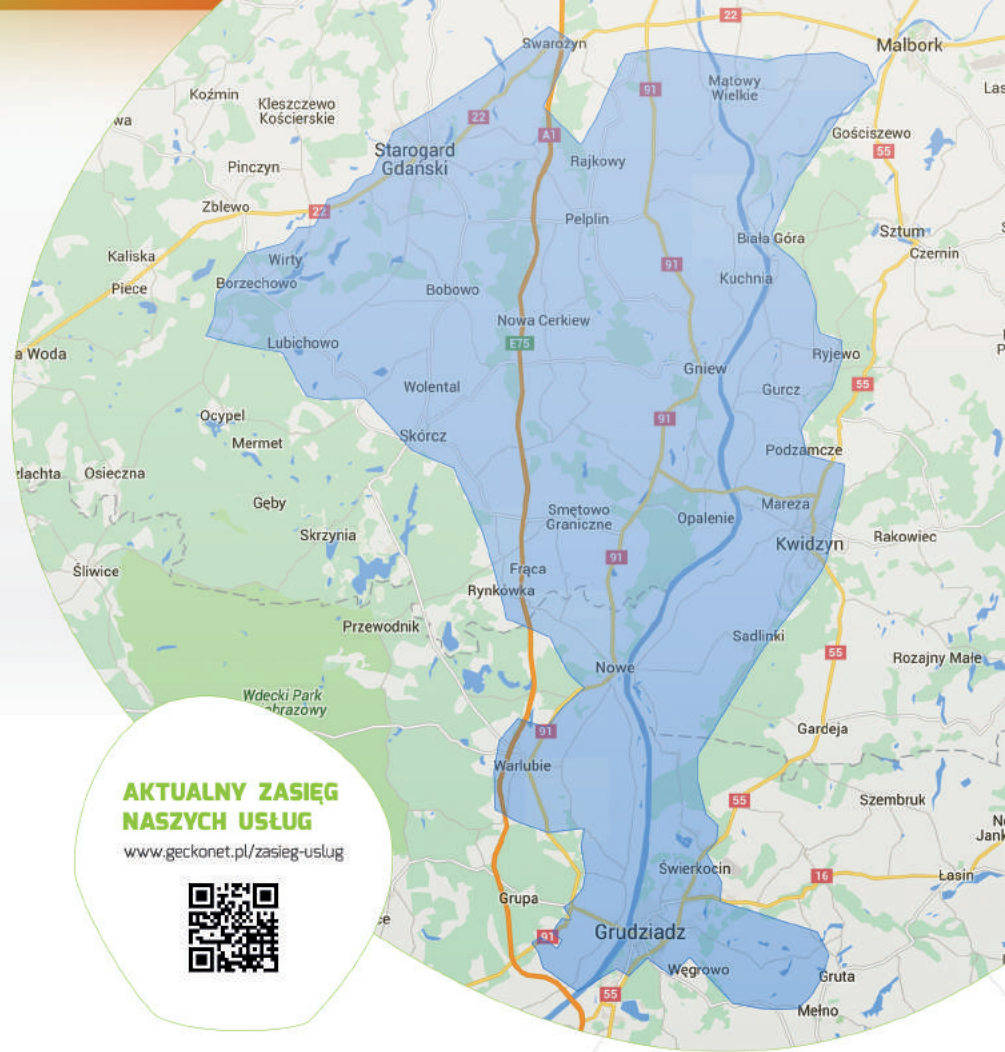 22
Swarożyn
Malbork
Koźmin
Kleszczewo
Kościerskie
91
Mątowy
Wielkie
22
Gościszewo
55
A1
Starogard
Gdański
Rajkowy
Pinczyn
Zblewo
22
Pelplin
Biała Góra
Sztum
Czernin
Kaliska
Wirty
91
Piece
Borzechowo
Bobowo
Kuchnia
Nowa Cerkiew
E75
a Woda
Lubichowo
Ryjewo
Gniew
55
Wolental
Gurcz
Ocypel
91
Mermet
Skórcz
Podzamcze
zlachta
Osieczna
Gęby
Smętowo
Graniczne
Opalenie
Mareza
Skrzynia
Kwidzyn
Rakowiec
91
Śliwice
Frąca
Rynkówka
Przewodnik
Sadlinki
55
Rozajny Małe
Nowe
Wdecki Park
Gardeja
91
Warlubie
55
Szembruk
Świerkocin
16
Łasin
Grupa
91
Grudziadz
Węgrowo
Gruta
55
Mełno
AKTUALNY ZASIĘG
NASZYCH USŁUG
www.geckonet.pl/zasieg-uslug